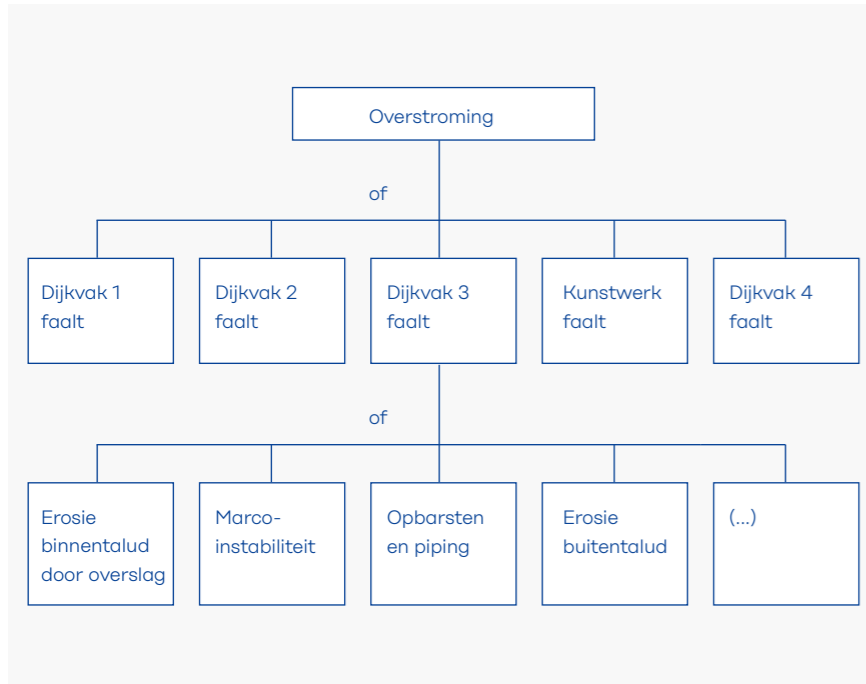 Overstroming
of
Dijkvak 1
faalt
Dijkvak 2
faalt
Dijkvak 3
faalt
Kunstwerk
faalt
Dijkvak 4
faalt
of
Erosie
binnentalud
door overslag
Marco-
instabiliteit
Opbarsten
en piping
Erosie
buitentalud
(...)